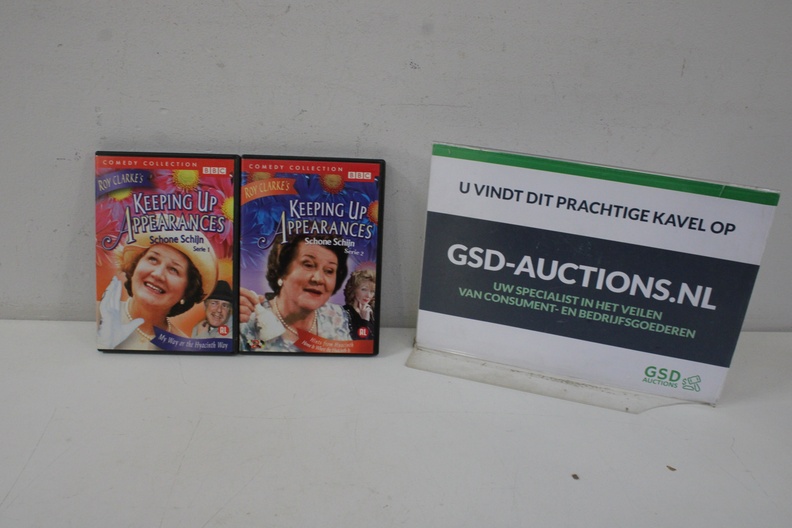 COMEDY COLLECTION
BBC
ROY CLARKE's
KEEPING UP
APPEARANCES
Schone Schijn
Serie 1
AL
My Way or the Hyacinth Way
COMEDY COLLECTION
BBC
ROY CLARKE's
KEEPING UP
APPEARANCES
Schone Schijn
Serie 2
AL
U VINDT DIT PRACHTIGE KAVEL OP
GSD-AUCTIONS.NL
UW SPECIALIST IN HET VEILEN
VAN CONSUMENT- EN BEDRIJFSGOEDEREN
GSD
AUCTIONS